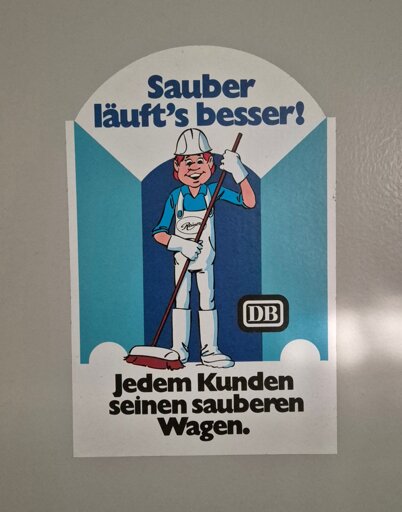 Sauber
läuft's besser!
DB
Jedem Kunden
seinen sauberen
Wagen.